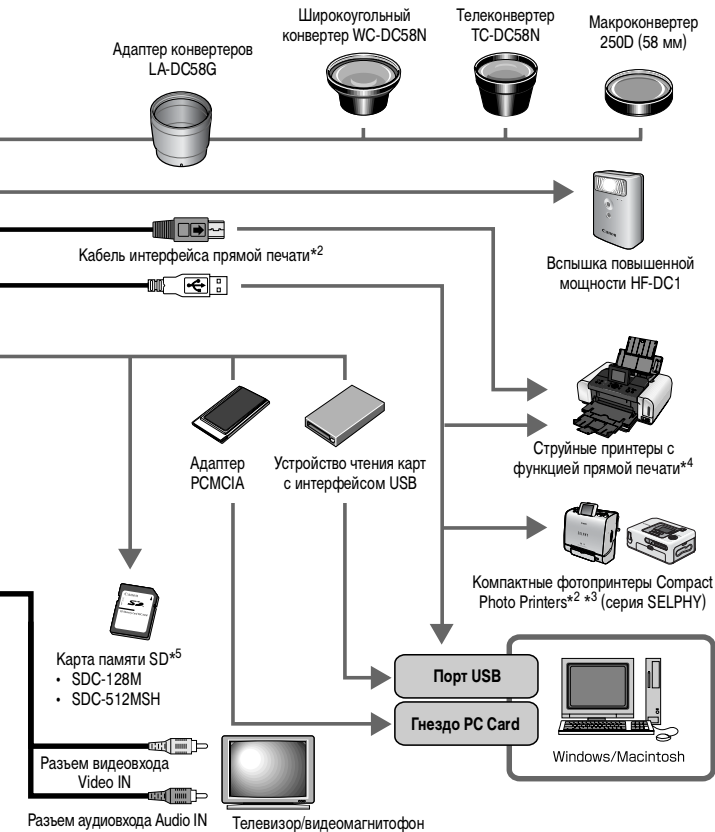 Широкоугольный
конвертер WC-DC58N
Телеконвертер
TC-DC58N
Макроконвертер
250D (58 мм)
Адаптер конвертеров
LA-DC58G
Кабель интерфейса прямой печати*2
Вспышка повышенной
мощности HF-DC1
Canon
Адаптер
PCMCIA
Устройство чтения карт
с интерфейсом USB
Струйные принтеры с
функцией прямой печати*4
Компактные фотопринтеры Compact
Photo Printers*2 *3 (серия SELPHY)
Canon
SD
Карта памяти SD*5
• SDC-128M
• SDC-512MSH
Порт USB
Гнездо PC Card
Windows/Macintosh
Разъем видеовхода
Video IN
Разъем аудиовхода Audio IN
Телевизор/видеомагнитофон